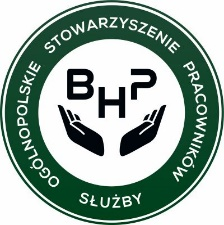 OGÓLNOPOLSKIE STOWARZYSZENIE PRACOWNIKÓW
SŁUŻBY
BHP